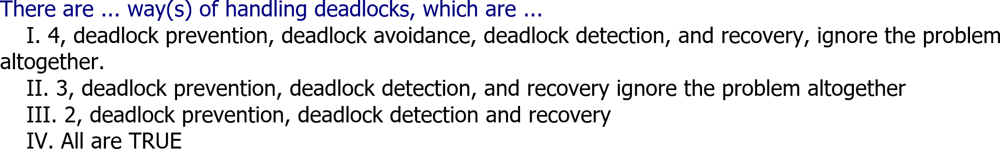 There are ... way(s) of handling deadlocks, which are ...
I. 4, deadlock prevention, deadlock avoidance, deadlock detection, and recovery, ignore the problem
altogether.
II. 3, deadlock prevention, deadlock detection, and recovery ignore the problem altogether
III. 2, deadlock prevention, deadlock detection and recovery
IV. All are TRUE